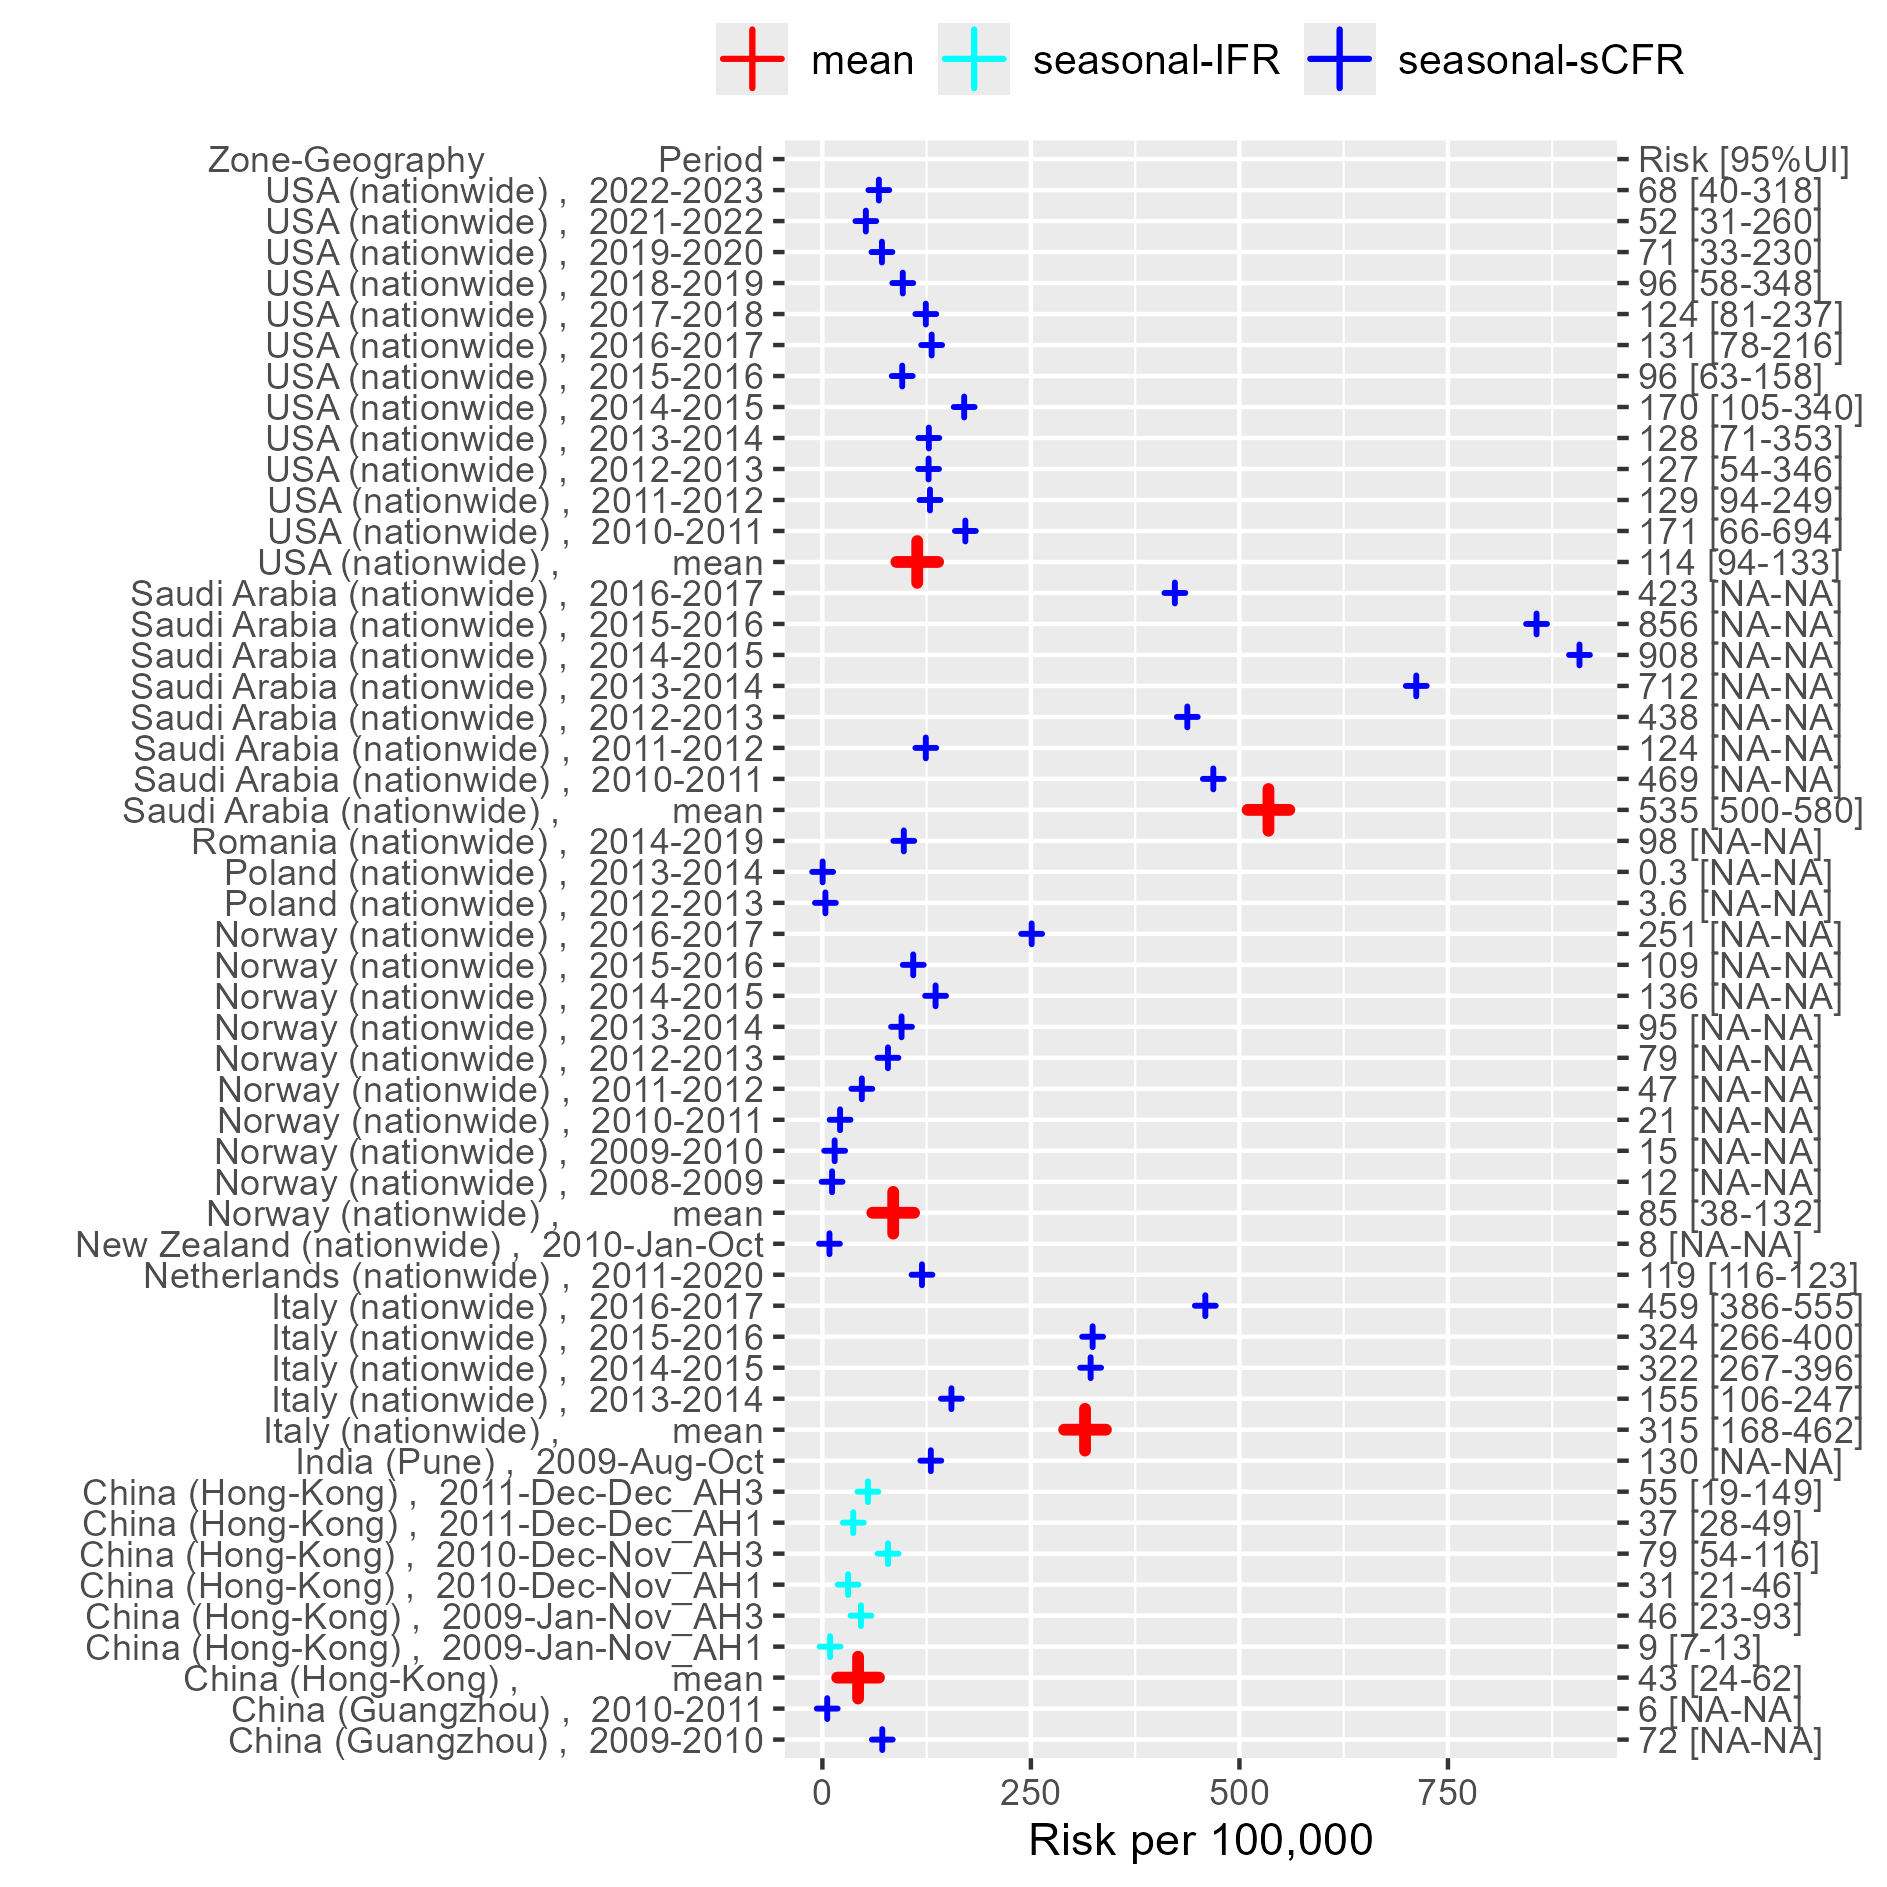 mean seasonal-IFR seasonal-sCFR
Zone-Geography Period Risk [95%UI]
USA (nationwide) , 2022-2023 68 [40-318]
USA (nationwide) , 2021-2022 52 [31-260]
USA (nationwide) , 2019-2020 71 [33-230]
USA (nationwide) , 2018-2019 96 [58-348]
USA (nationwide) , 2017-2018 124 [81-237]
USA (nationwide) , 2016-2017 131 [78-216]
USA (nationwide) , 2015-2016 96 [63-158]
USA (nationwide) , 2014-2015 170 [105-340]
USA (nationwide) , 2013-2014 128 [71-353]
USA (nationwide) , 2012-2013 127 [54-346]
USA (nationwide) , 2011-2012 129 [94-249]
USA (nationwide) , 2010-2011 171 [66-694]
USA (nationwide) , mean 114 [94-133]
Saudi Arabia (nationwide) , 2016-2017 423 [NA-NA]
Saudi Arabia (nationwide) , 2015-2016 856 [NA-NA]
Saudi Arabia (nationwide) , 2014-2015 908 [NA-NA]
Saudi Arabia (nationwide) , 2013-2014 712 [NA-NA]
Saudi Arabia (nationwide) , 2012-2013 438 [NA-NA]
Saudi Arabia (nationwide) , 2011-2012 124 [NA-NA]
Saudi Arabia (nationwide) , 2010-2011 469 [NA-NA]
Saudi Arabia (nationwide) , mean 535 [500-580]
Romania (nationwide) , 2014-2019 98 [NA-NA]
Poland (nationwide) , 2013-2014 0.3 [NA-NA]
Poland (nationwide) , 2012-2013 3.6 [NA-NA]
Norway (nationwide) , 2016-2017 251 [NA-NA]
Norway (nationwide) , 2015-2016 109 [NA-NA]
Norway (nationwide) , 2014-2015 136 [NA-NA]
Norway (nationwide) , 2013-2014 95 [NA-NA]
Norway (nationwide) , 2012-2013 79 [NA-NA]
Norway (nationwide) , 2011-2012 47 [NA-NA]
Norway (nationwide) , 2010-2011 21 [NA-NA]
Norway (nationwide) , 2009-2010 15 [NA-NA]
Norway (nationwide) , 2008-2009 12 [NA-NA]
Norway (nationwide) , mean 85 [38-132]
New Zealand (nationwide) , 2010-Jan-Oct 8 [NA-NA]
Netherlands (nationwide) , 2011-2020 119 [116-123]
Italy (nationwide) , 2016-2017 459 [386-555]
Italy (nationwide) , 2015-2016 324 [266-400]
Italy (nationwide) , 2014-2015 322 [267-396]
Italy (nationwide) , 2013-2014 155 [106-247]
Italy (nationwide) , mean 315 [168-462]
India (Pune) , 2009-Aug-Oct 130 [NA-NA]
China (Hong-Kong) , 2011-Dec-Dec_AH3 55 [19-149]
China (Hong-Kong) , 2011-Dec-Dec_AH1 37 [28-49]
China (Hong-Kong) , 2010-Dec-Nov_AH3 79 [54-116]
China (Hong-Kong) , 2010-Dec-Nov_AH1 31 [21-46]
China (Hong-Kong) , 2009-Jan-Nov_AH3 46 [23-93]
China (Hong-Kong) , 2009-Jan-Nov_AH1 9 [7-13]
China (Hong-Kong) , mean 43 [24-62]
China (Guangzhou) , 2010-2011 6 [NA-NA]
China (Guangzhou) , 2009-2010 72 [NA-NA]
0 250 500 750
Risk per 100,000